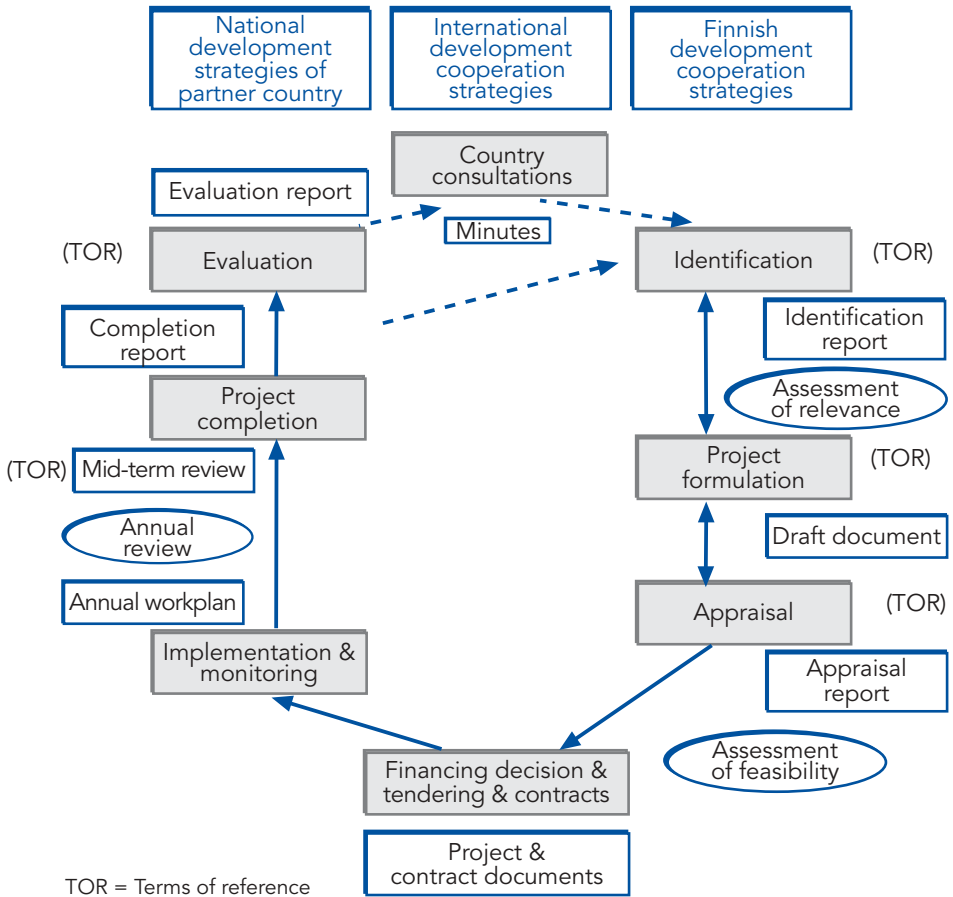 National
development
strategies of
partner country
International
development
cooperation
strategies
Finnish
development
cooperation
strategies
Country
consultations
Evaluation report
Minutes
(TOR)
Evaluation
Identification
(TOR)
Completion
report
Identification
report
Assessment
of relevance
Project
completion
(TOR)
Mid-term review
Project
formulation
(TOR)
Annual
review
Draft document
Annual workplan
Appraisal
(TOR)
Implementation &
monitoring
Appraisal
report
Assessment
of feasibility
Financing decision &
tendering & contracts
Project &
contract documents
TOR = Terms of reference